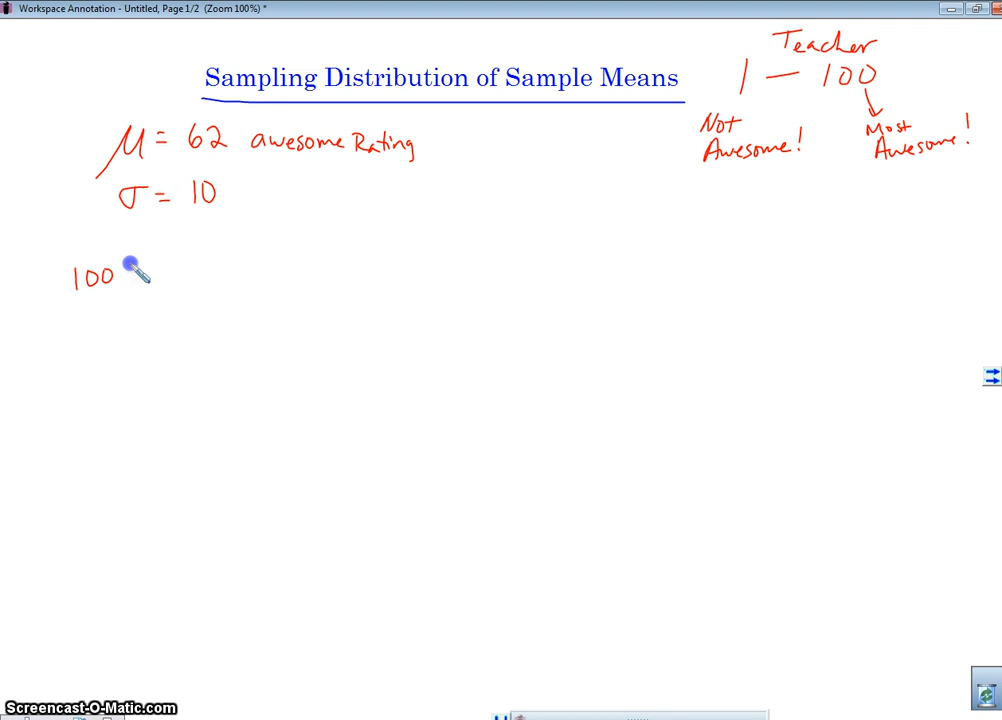 Workspace Annotation - Untitled, Page 1/2 (Zoom 100%) *
Teacher
Sampling Distribution of Sample Means
1 — 100
μ = 62 awesome Rating
Not
Awesome!
Most
Awesome!
σ = 10
100
Screencast-O-Matic.com